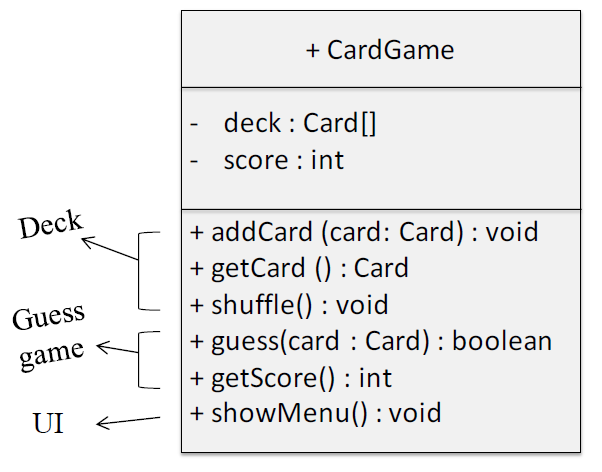 + CardGame
- deck : Card[]
- score : int
Deck
+ addCard (card: Card) : void
+ getCard () : Card
+ shuffle() : void
Guess
game
+ guess(card : Card) : boolean
+ getScore() : int
UI
+ showMenu() : void